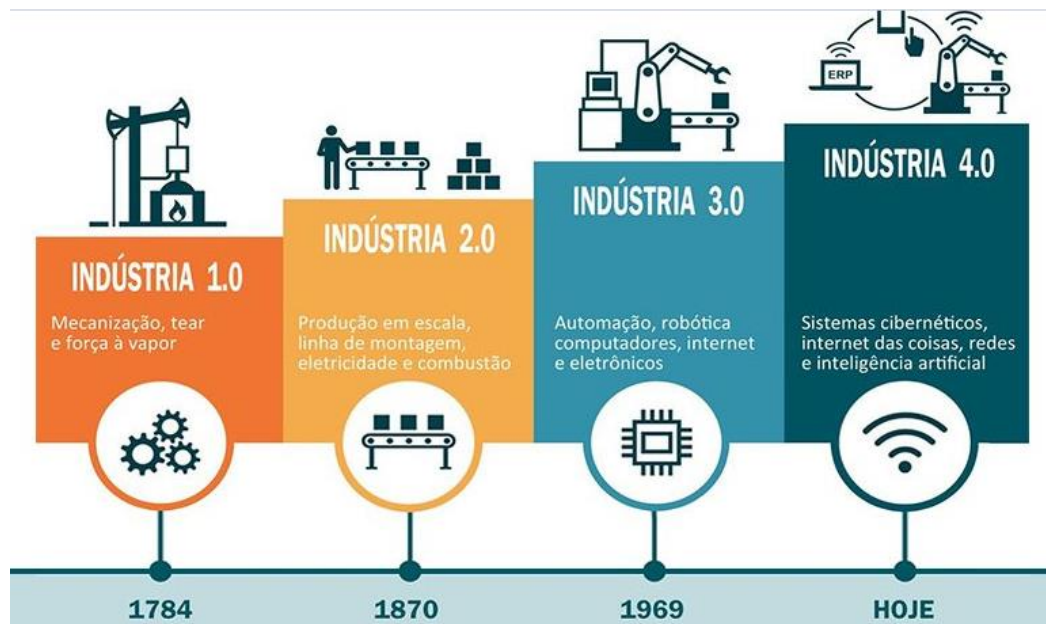 ERP
INDÚSTRIA 1.0
Mecanização, tear
e força à vapor
INDÚSTRIA 2.0
Produção em escala,
linha de montagem,
eletricidade e combustão
INDÚSTRIA 3.0
Automação, robótica
computadores, internet
e eletrônicos
INDÚSTRIA 4.0
Sistemas cibernéticos,
internet das coisas, redes
e inteligência artificial
1784
1870
1969
HOJE